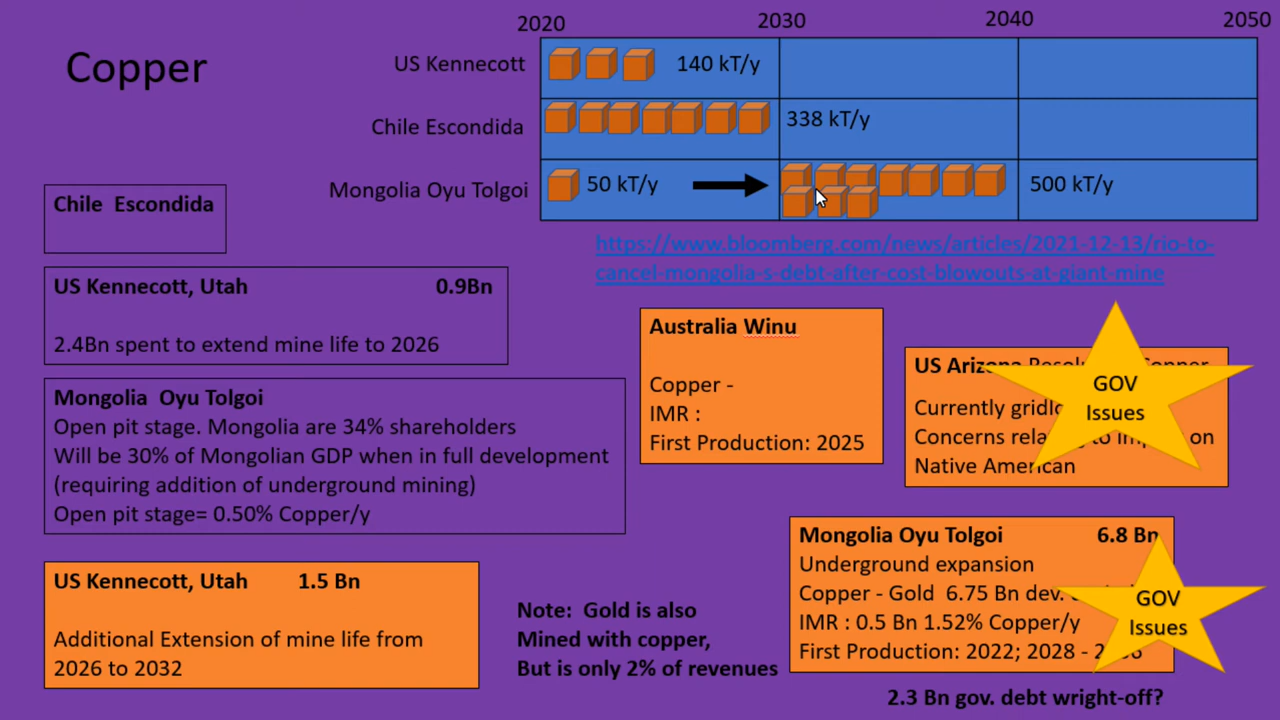 2020 2030 2040 2050
Copper
US Kennecott 140 kT/y
Chile Escondida 338 kT/y
Mongolia Oyu Tolgoi 50 kT/y 500 kT/y
https://www.bloomberg.com/news/articles/2021-12-13/rio-to-
cancel-mongolia-s-debt-after-cost-blowouts-at-giant-mine
Chile Escondida
US Kennecott, Utah 0.9Bn
2.4Bn spent to extend mine life to 2026
Mongolia Oyu Tolgoi
Open pit stage. Mongolia are 34% shareholders
Will be 30% of Mongolian GDP when in full development
(requiring addition of underground mining)
Open pit stage= 0.50% Copper/y
US Kennecott, Utah 1.5 Bn
Additional Extension of mine life from
2026 to 2032
Note: Gold is also
Mined with copper,
But is only 2% of revenues
Australia Winu
Copper -
IMR :
First Production: 2025
US Arizona Copper
Currently
Concerns to on
Native American
GOV
Issues
Mongolia Oyu Tolgoi 6.8 Bn
Underground expansion
Copper - Gold 6.75 Bn dev.
IMR : 0.5 Bn 1.52% Copper/y
First Production: 2022; 2028 -
GOV
Issues
2.3 Bn gov. debt wright-off?